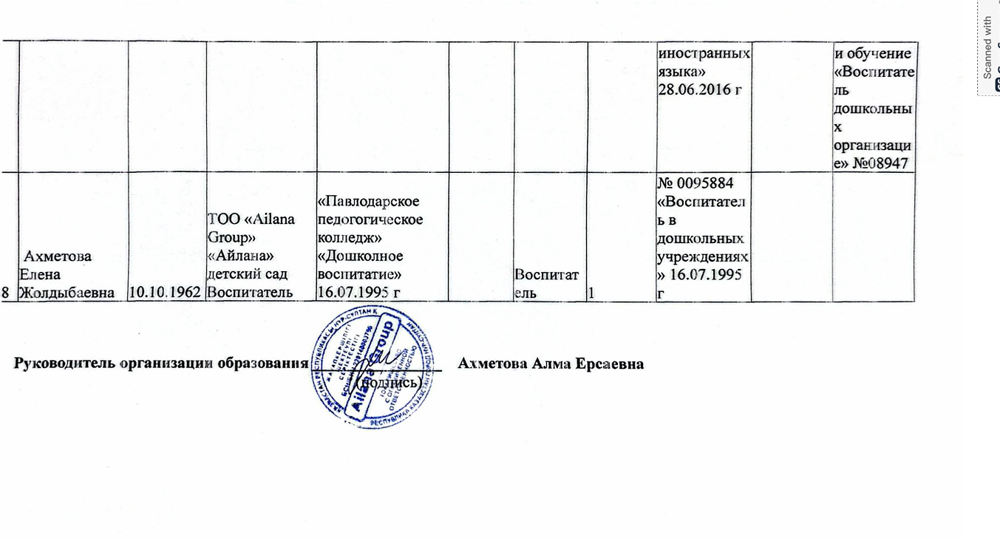 иностранных
языка»
28.06.2016 г
и обучение
«Воспитате
ль
дошкольны
х
организаци
е» №08947
8
Ахметова
Елена
Жолдыбаевна
10.10.1962
ТОО «Ailana
Group»
«Айлана»
детский сад
Воспитатель
«Павлодарское
педогогическое
колледж»
«Дошколное
воспитатие»
16.07.1995 г
Воспитат
ель
1
№ 0095884
«Воспитател
ь в
дошкольных
учреждениях
» 16.07.1995
г
Руководитель организации образования
Ахметова Алма Ерсаевна
(подпись)
Ailana Group
Scanned with